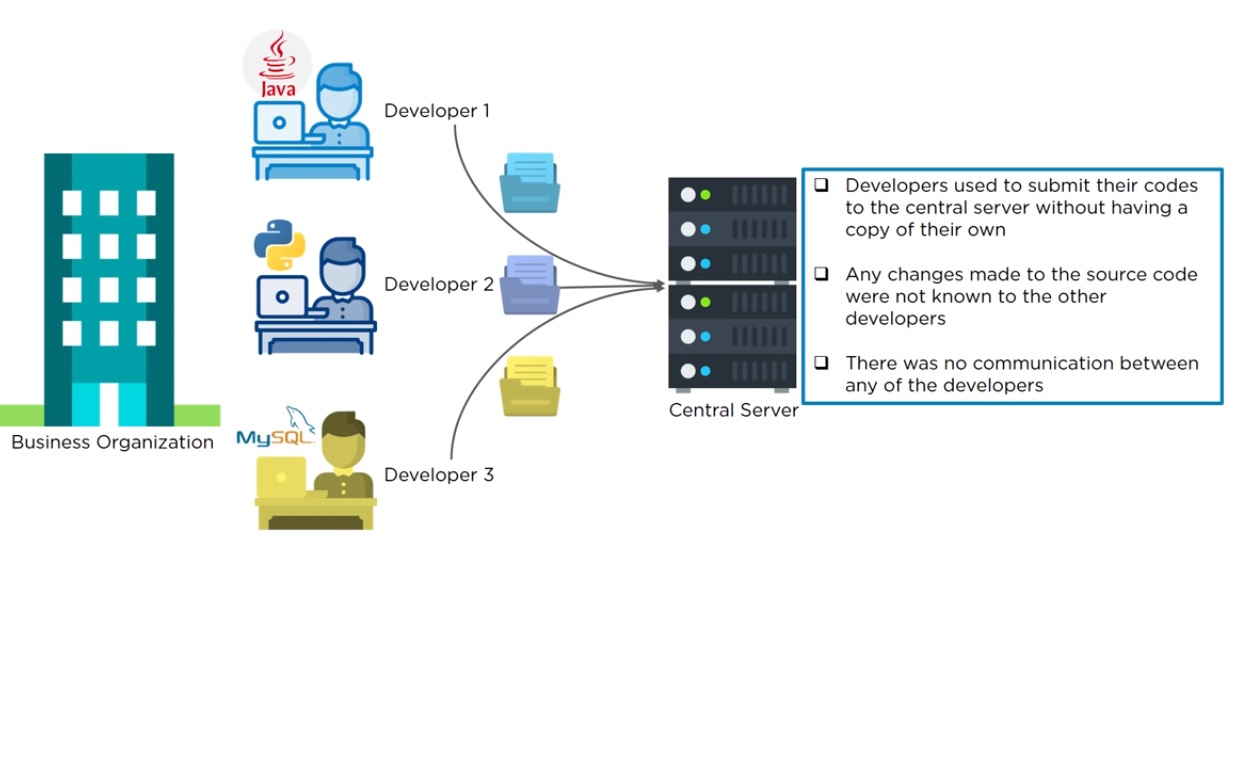 Java
Developer 1
Developer 2
MySQL
Developer 3
Business Organization
Central Server
Developers used to submit their codes
to the central server without having a
copy of their own
Any changes made to the source code
were not known to the other
developers
There was no communication between
any of the developers